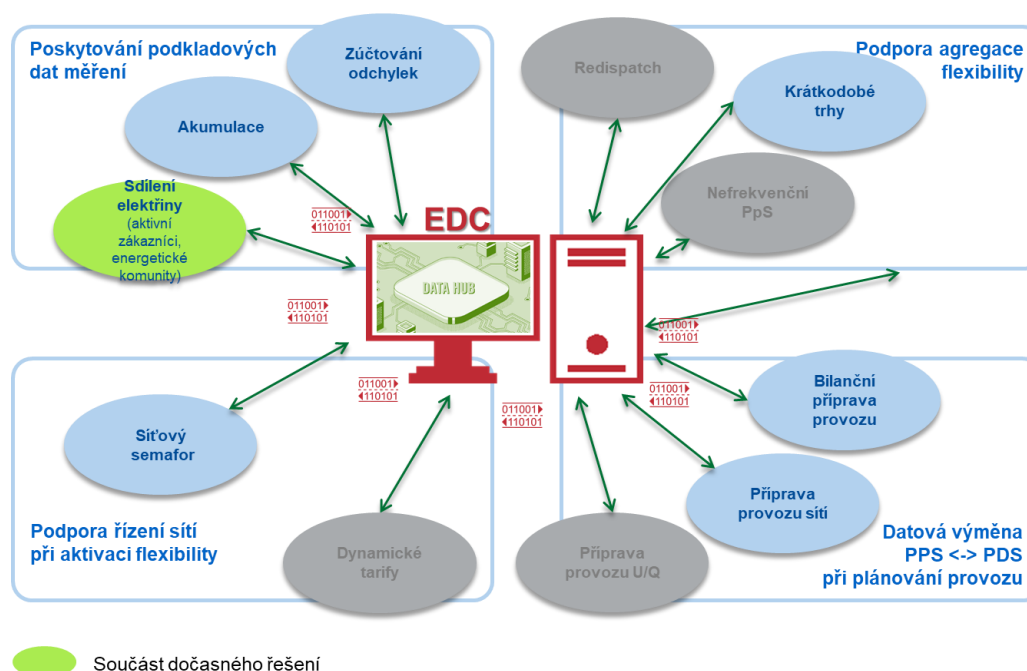 Poskytování podkladových
dat měření
Zúčtování
odchylek
Akumulace
Sdílení
elektřiny
(aktivní
zákazníci,
energetické
komunity)
Redispatch
Podpora agregace
flexibility
Krátkodobé
trhy
Nefrekvenční
PpS
EDC
DATA HUB
011001
110101
011001
110101
011001
110101
011001
110101
011001
110101
011001
110101
Síťový
semafor
Podpora řízení sítí
při aktivaci flexibility
Dynamické
tarify
Příprava
provozu U/Q
Bilanční
příprava
provozu
Příprava
provozu sítí
Datová výměna
PPS <-> PDS
při plánování provozu
Součást dočasného řešení